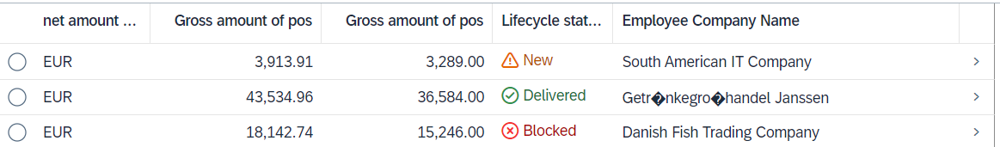 net amount ... Gross amount of pos Gross amount of pos Lifecycle stat... Employee Company Name
EUR 3,913.91 3,289.00 New South American IT Company
EUR 43,534.96 36,584.00 Delivered Getr�nkegro�handel Janssen
EUR 18,142.74 15,246.00 Blocked Danish Fish Trading Company